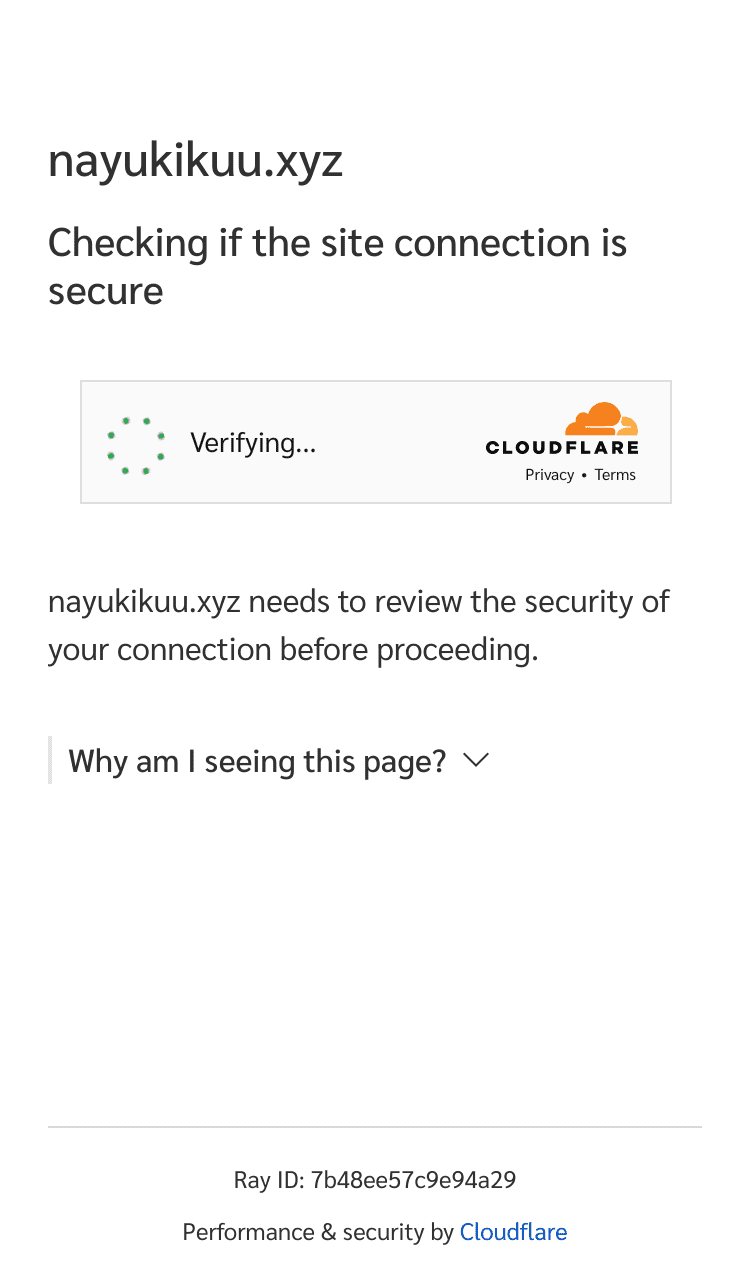 nayukikuu.xyz
Checking if the site connection is
secure
Verifying...
CLOUDFLARE
Privacy • Terms
nayukikuu.xyz needs to review the security of
your connection before proceeding.
Why am I seeing this page?
Ray ID: 7b48ee57c9e94a29
Performance & security by Cloudflare